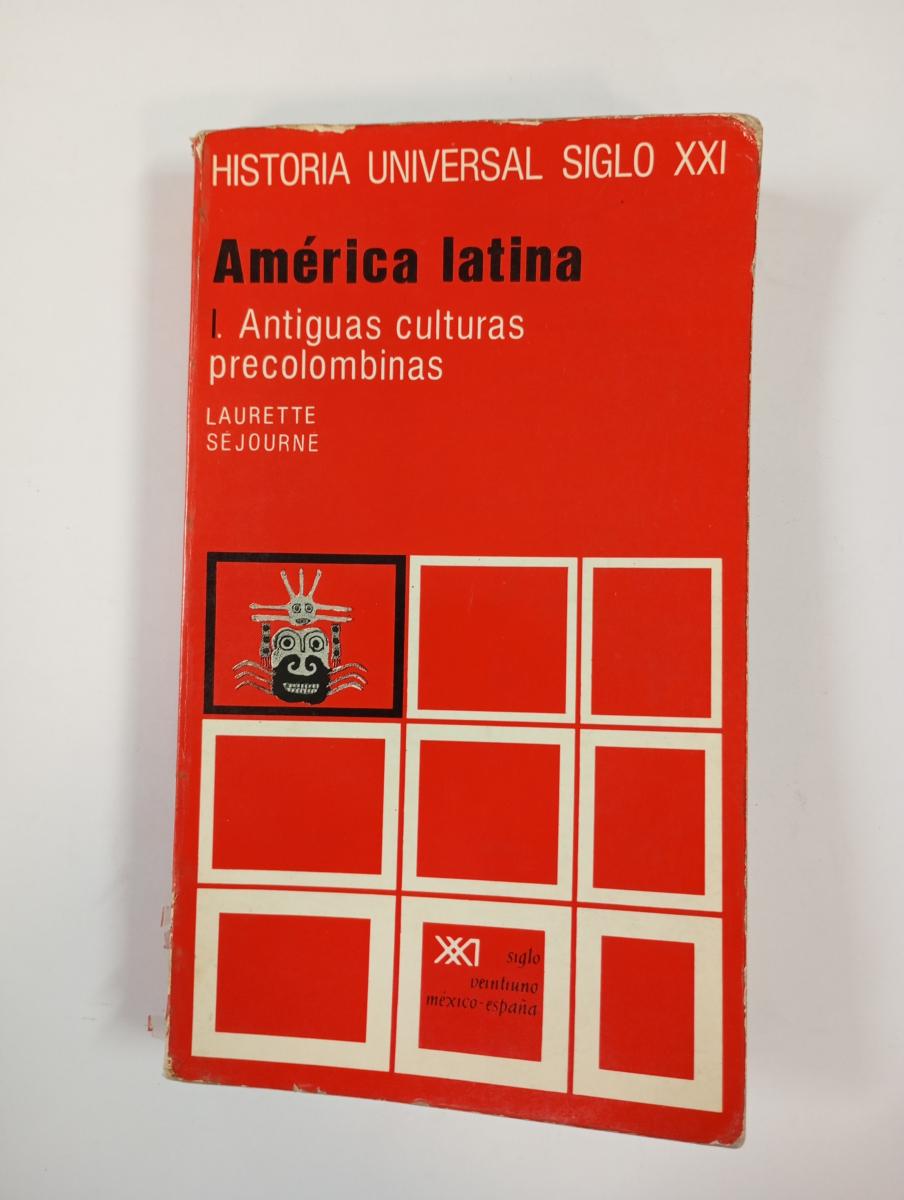 HISTORIA UNIVERSAL SIGLO XXI
América latina
I. Antiguas culturas
precolombinas
LAURETTE
SÉJOURNÉ
XXI siglo
veintiuno
méxico-españa